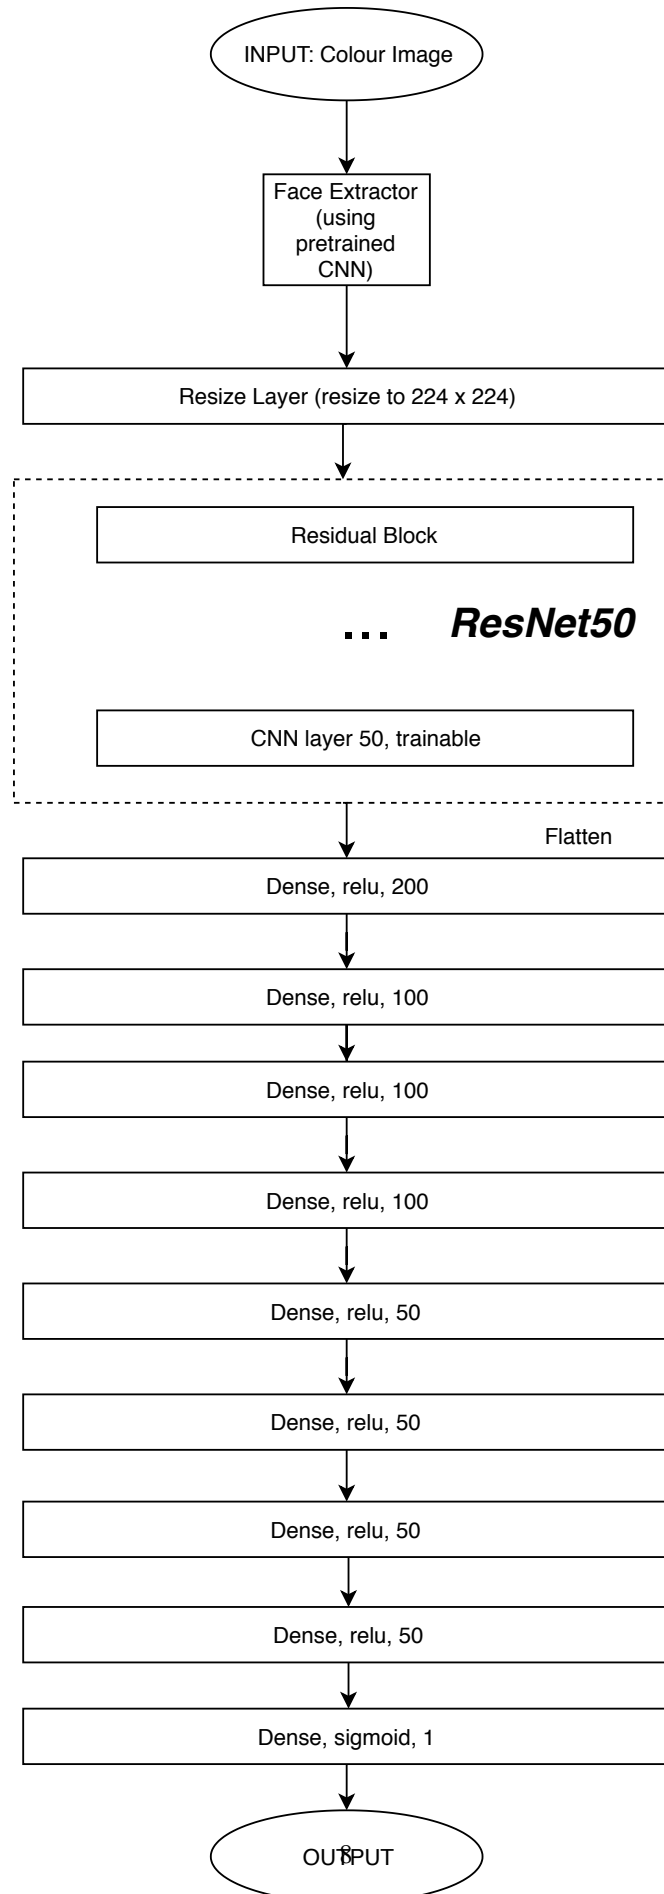 INPUT: Colour Image
Face Extractor
(using
pretrained
CNN)
Resize Layer (resize to 224 x 224)
Residual Block
... ResNet50
CNN layer 50, trainable
Flatten
Dense, relu, 200
Dense, relu, 100
Dense, relu, 100
Dense, relu, 100
Dense, relu, 50
Dense, relu, 50
Dense, relu, 50
Dense, relu, 50
Dense, sigmoid, 1
OUTPUT
8